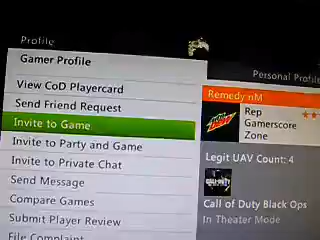 Profile
Gamer Profile
View CoD Playercard
Send Friend Request
Invite to Game
Invite to Party and Game
Invite to Private Chat
Send Message
Compare Games
Submit Player Review
File Complaint
Personal Profile
Remedy nM
Rep
Gamerscore
Zone
Legit UAV Count: 4
Call of Duty Black Ops
In Theater Mode